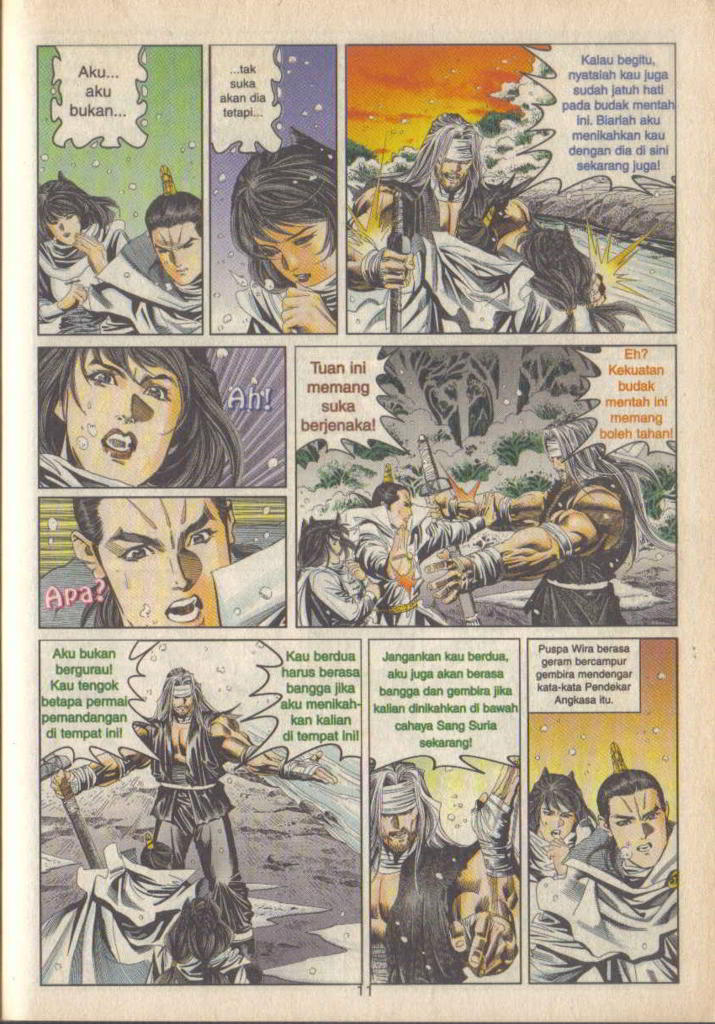 Aku...
aku
bukan...
...tak
suka
akan dia
tetapi...
Kalau begitu,
nyatalah kau juga
sudah jatuh hati
pada budak mentah
ini. Biarlah aku
menikahkan kau
dengan dia di sini
sekarang juga!
Ah!
Apa?
Tuan ini
memang
suka
berjenaka!
Eh?
Kekuatan
budak
mentah ini
memang
boleh tahan!
Aku bukan
bergurau!
Kau tengok
betapa permai
pemandangan
di tempat ini!
Kau berdua
harus berasa
bangga jika
aku menikah-
kan kalian
di tempat ini!
Jangankan kau berdua,
aku juga akan berasa
bangga dan gembira jika
kalian dinikahkan di bawah
cahaya Sang Suria
sekarang!
Puspa Wira berasa
geram bercampur
gembira mendengar
kata-kata Pendekar
Angkasa itu.
11